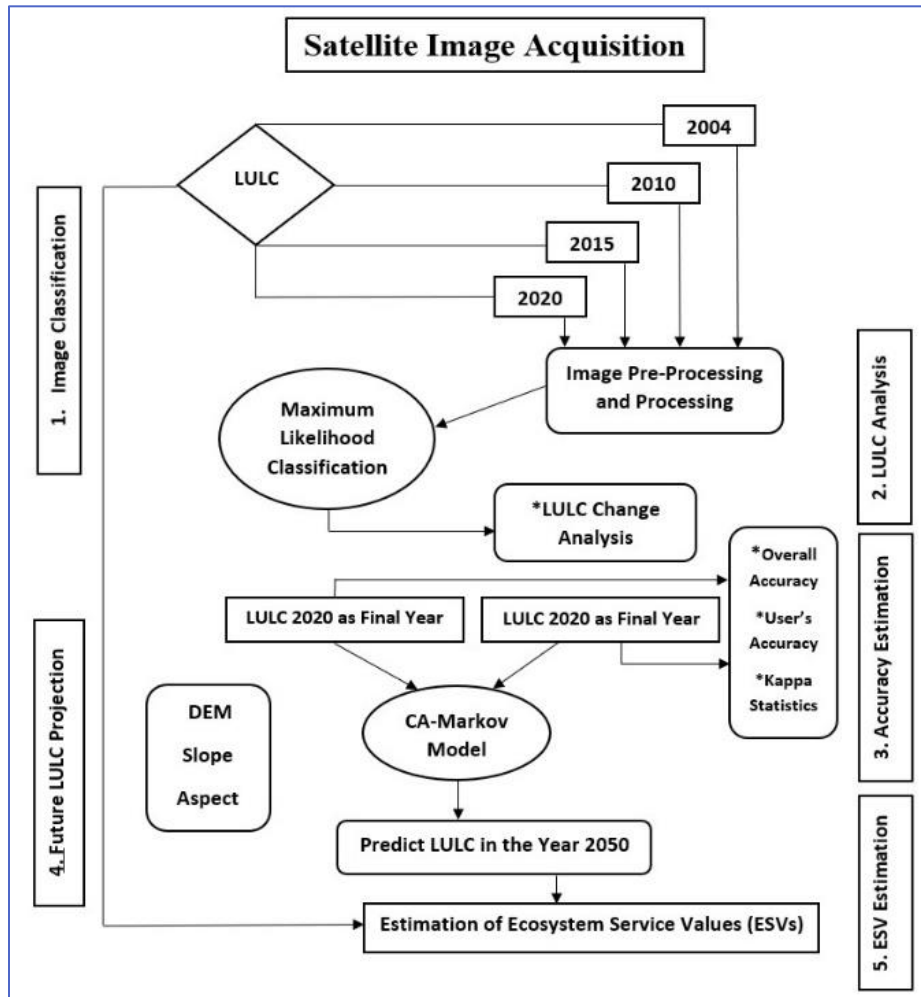 Satellite Image Acquisition
2004
LULC
2010
2015
2020
1. Image Classification
Image Pre-Processing
and Processing
Maximum
Likelihood
Classification
2. LULC Analysis
*LULC Change
Analysis
*Overall
Accuracy
*User's
Accuracy
*Kappa
Statistics
3. Accuracy Estimation
LULC 2020 as Final Year
LULC 2020 as Final Year
4. Future LULC Projection
DEM
Slope
Aspect
CA-Markov
Model
Predict LULC in the Year 2050
Estimation of Ecosystem Service Values (ESVs)
5. ESV Estimation